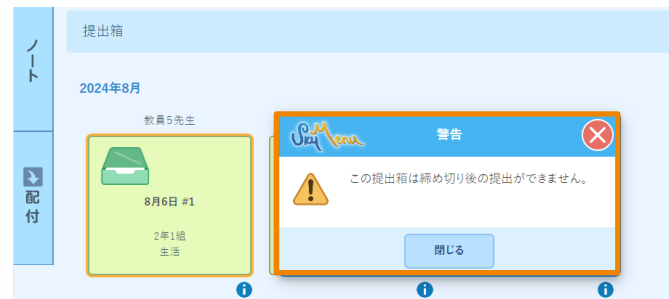 ノート
提出箱
2024年8月
教員5先生
8月6日 #1
2年1組
生活
配付
SkyMenu
警告
この提出箱は締め切り後の提出ができません。
閉じる